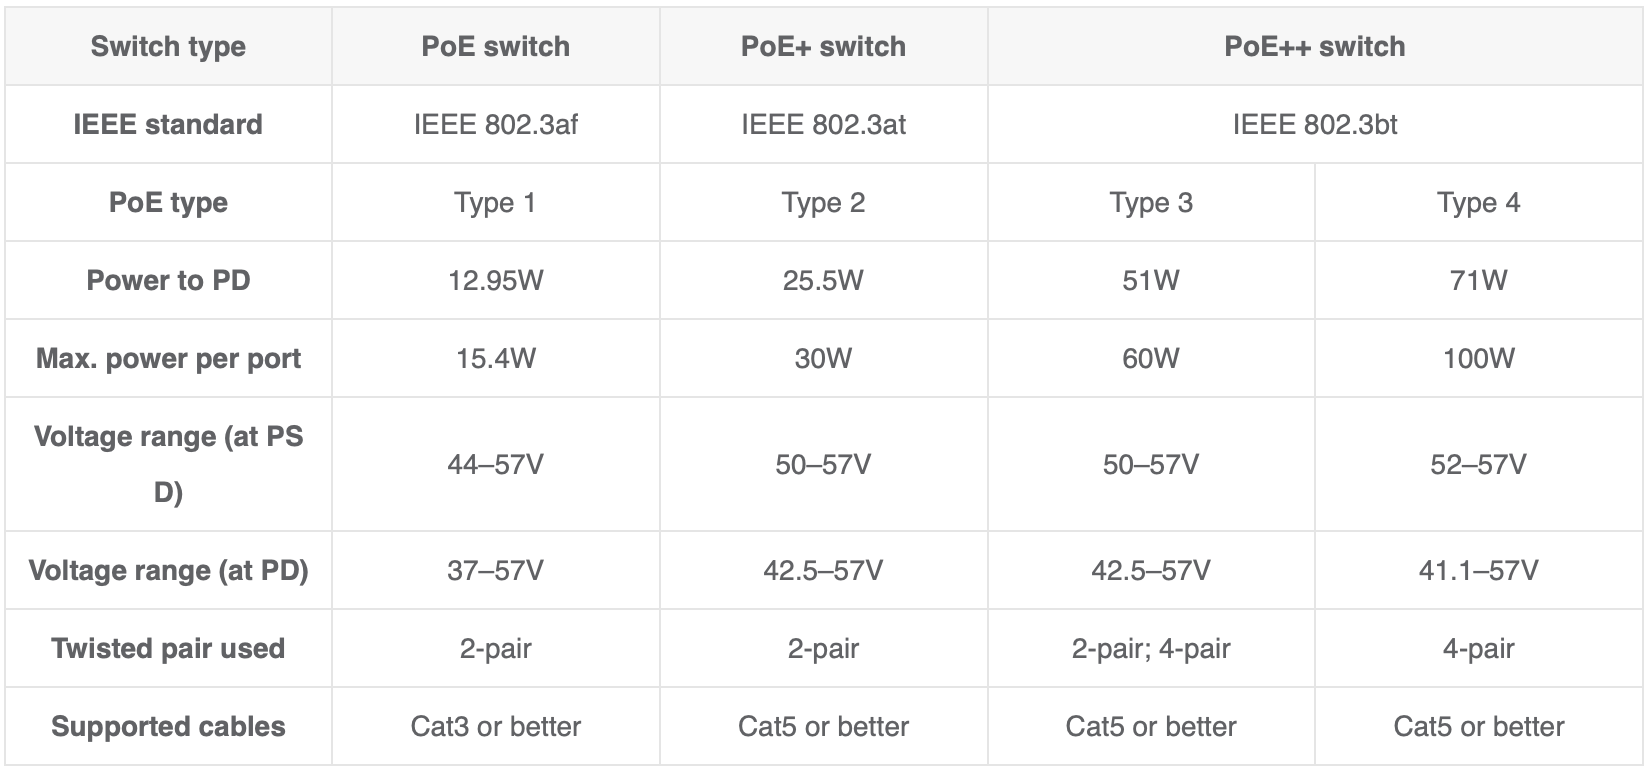 Switch type PoE switch PoE+ switch PoE++ switch
IEEE standard IEEE 802.3af IEEE 802.3at IEEE 802.3bt
PoE type Type 1 Type 2 Type 3 Type 4
Power to PD 12.95W 25.5W 51W 71W
Max. power per port 15.4W 30W 60W 100W
Voltage range (at PS
D) 44–57V 50–57V 50–57V 52–57V
Voltage range (at PD) 37–57V 42.5–57V 42.5–57V 41.1–57V
Twisted pair used 2-pair 2-pair 2-pair; 4-pair 4-pair
Supported cables Cat3 or better Cat5 or better Cat5 or better Cat5 or better